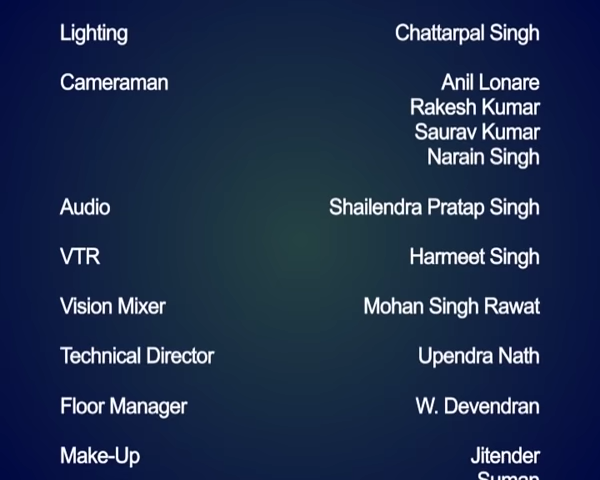 Lighting Chattarpal Singh
Cameraman Anil Lonare
Rakesh Kumar
Saurav Kumar
Narain Singh
Audio Shailendra Pratap Singh
VTR Harmeet Singh
Vision Mixer Mohan Singh Rawat
Technical Director Upendra Nath
Floor Manager W. Devendran
Make-Up Jitender
Suman